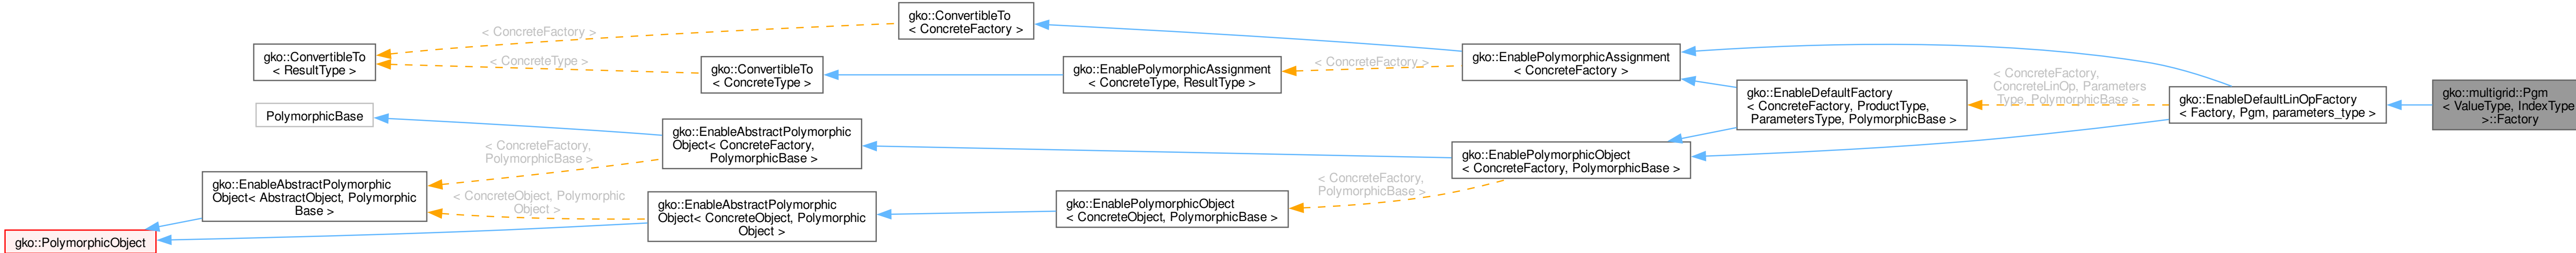 gko::ConvertibleTo
< ResultType >
PolymorphicBase
gko::EnableAbstractPolymorphic
Object< AbstractObject, Polymorphic
Base >
gko::PolymorphicObject
< ConcreteFactory >
< ConcreteType >
< ConcreteFactory,
PolymorphicBase >
< ConcreteObject, Polymorphic
Object >
gko::ConvertibleTo
< ConcreteFactory >
gko::ConvertibleTo
< ConcreteType >
gko::EnableAbstractPolymorphic
Object< ConcreteFactory,
PolymorphicBase >
gko::EnableAbstractPolymorphic
Object< ConcreteObject, Polymorphic
Object >
gko::EnablePolymorphicAssignment
< ConcreteType, ResultType >
gko::EnablePolymorphicObject
< ConcreteObject, PolymorphicBase >
< ConcreteFactory >
< ConcreteFactory,
PolymorphicBase >
gko::EnablePolymorphicAssignment
< ConcreteFactory >
gko::EnablePolymorphicObject
< ConcreteFactory, PolymorphicBase >
gko::EnableDefaultFactory
< ConcreteFactory, ProductType,
ParametersType, PolymorphicBase >
< ConcreteFactory,
ConcreteLinOp, Parameters
Type, PolymorphicBase >
gko::EnableDefaultLinOpFactory
< Factory, Pgm, parameters_type >
gko::multigrid::Pgm
< ValueType, IndexType
>::Factory